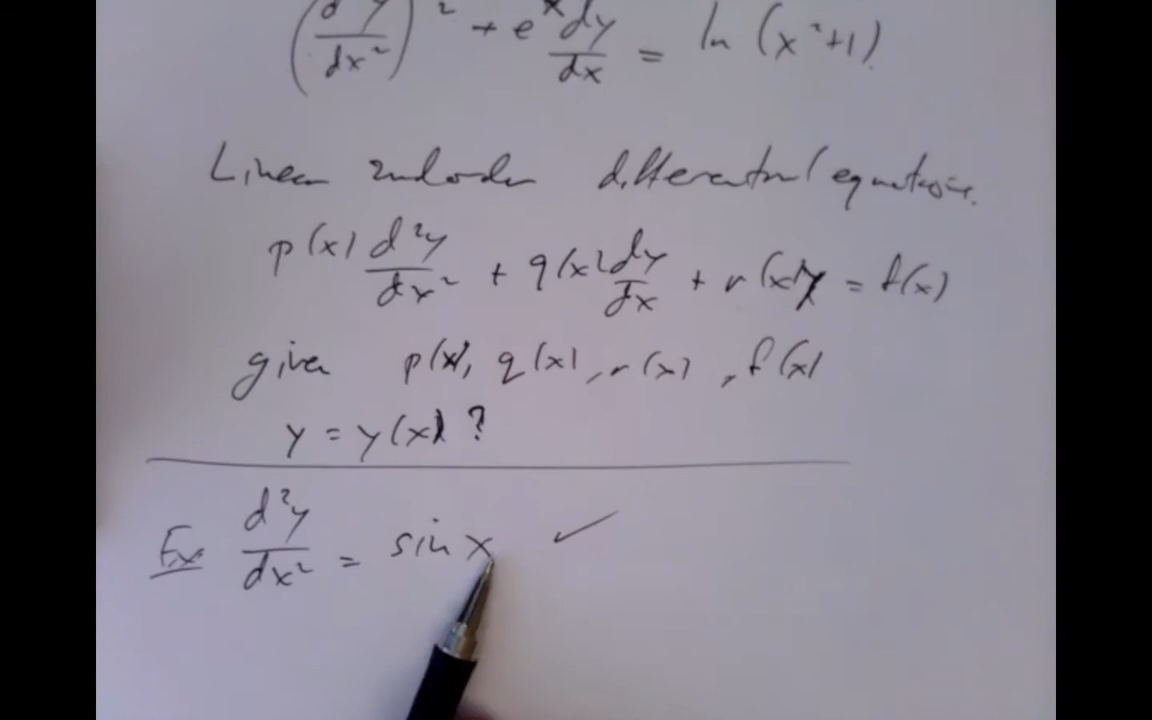 (d²y/dx²)² + eˣ dy/dx = ln (x²+1)
Linear 2nd order differential equations.
p(x) d²y/dx² + q(x) dy/dx + r(x)y = f(x)
given p(x), q(x), r(x), f(x)
y = y(x) ?
Ex d²y/dx² = sin x ✓